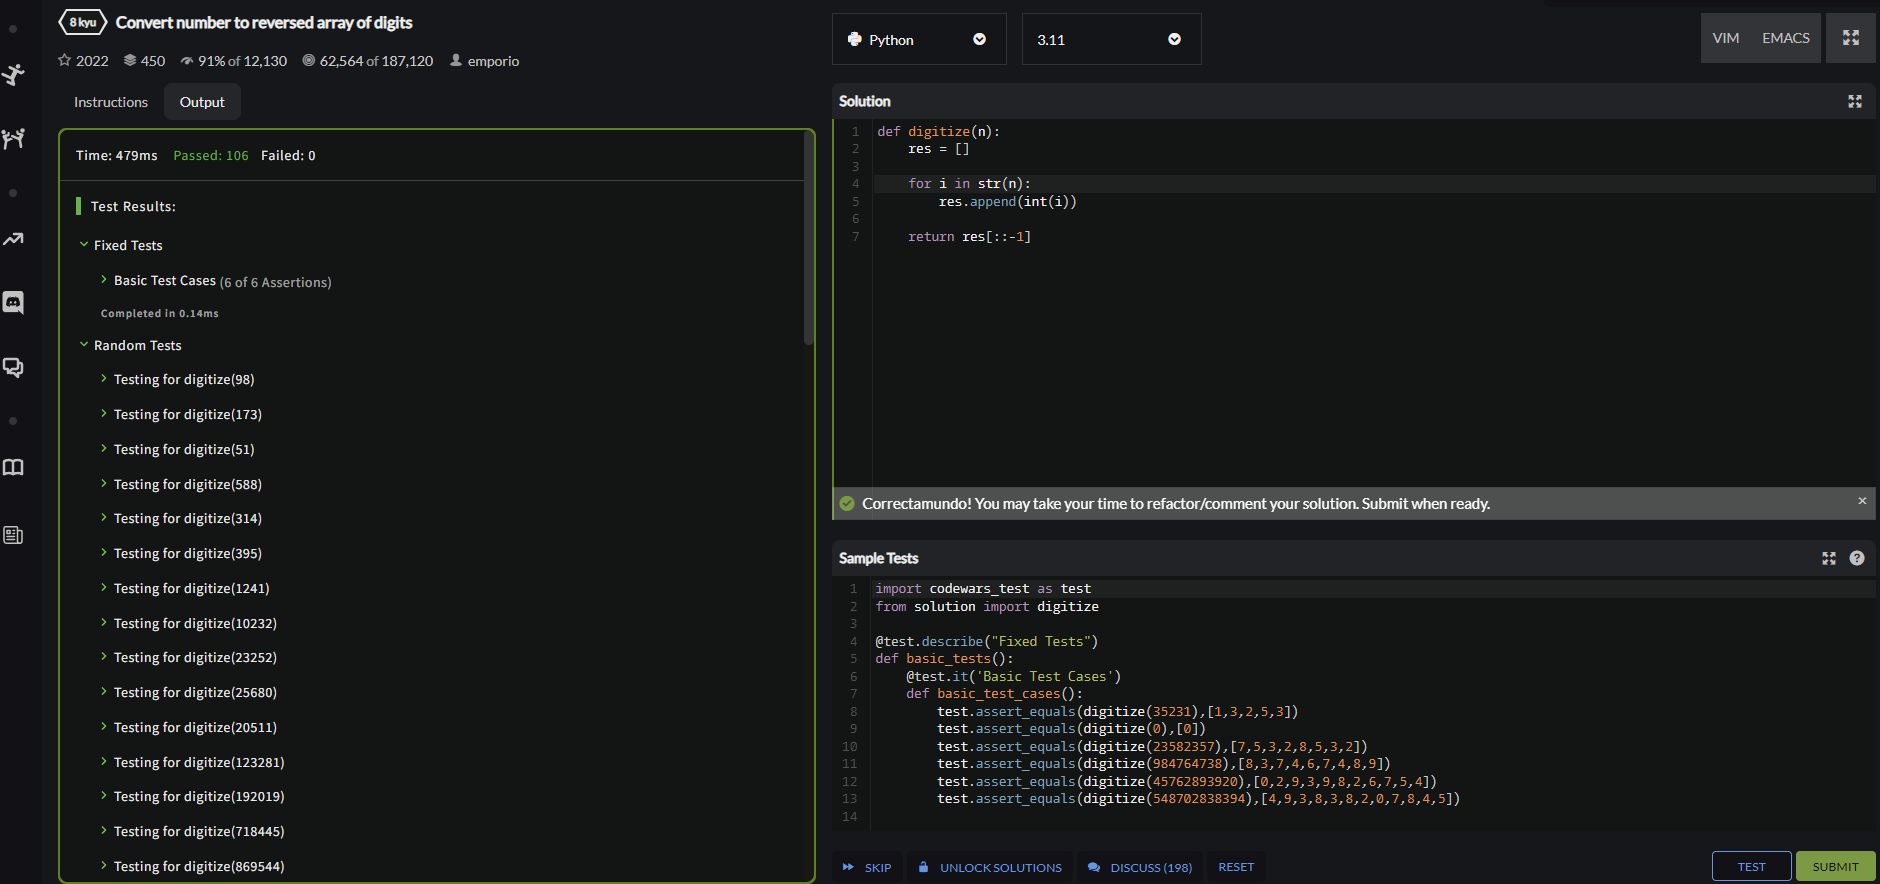 8 kyu Convert number to reversed array of digits
2022 450 91% of 12,130 62,564 of 187,120 emporio
Instructions Output
Time: 479ms Passed: 106 Failed: 0
Test Results:
Fixed Tests
Basic Test Cases (6 of 6 Assertions)
Completed in 0.14ms
Random Tests
Testing for digitize(98)
Testing for digitize(173)
Testing for digitize(51)
Testing for digitize(588)
Testing for digitize(314)
Testing for digitize(395)
Testing for digitize(1241)
Testing for digitize(10232)
Testing for digitize(23252)
Testing for digitize(25680)
Testing for digitize(20511)
Testing for digitize(123281)
Testing for digitize(192019)
Testing for digitize(718445)
Testing for digitize(869544)
Python 3.11 VIM EMACS
Solution
1 def digitize(n):
2     res = []
3
4     for i in str(n):
5         res.append(int(i))
6
7     return res[::-1]
Correctamundo! You may take your time to refactor/comment your solution. Submit when ready. ×
Sample Tests ?
1 import codewars_test as test
2 from solution import digitize
3
4 @test.describe("Fixed Tests")
5 def basic_tests():
6     @test.it('Basic Test Cases')
7     def basic_test_cases():
8         test.assert_equals(digitize(35231),[1,3,2,5,3])
9         test.assert_equals(digitize(0),[0])
10         test.assert_equals(digitize(23582357),[7,5,3,2,8,5,3,2])
11         test.assert_equals(digitize(984764738),[8,3,7,4,6,7,4,8,9])
12         test.assert_equals(digitize(45762893920),[0,2,9,3,9,8,2,6,7,5,4])
13         test.assert_equals(digitize(548702838394),[4,9,3,8,3,8,2,0,7,8,4,5])
14
SKIP UNLOCK SOLUTIONS DISCUSS (198) RESET TEST SUBMIT